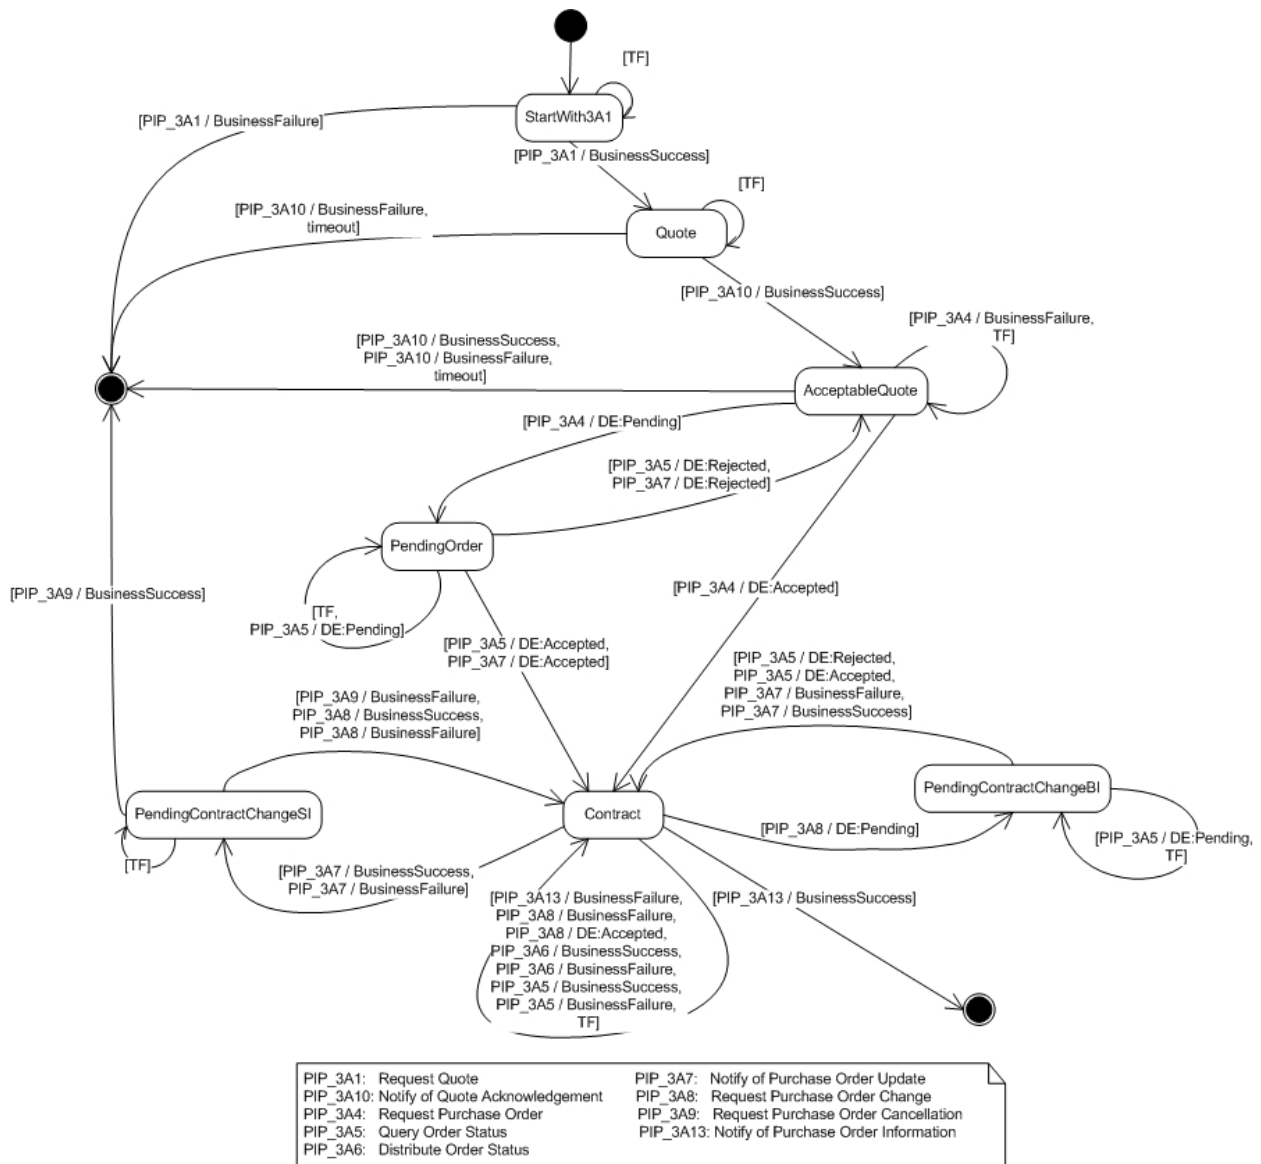 [TF]
StartWith3A1
[PIP_3A1 / BusinessFailure]
[PIP_3A1 / BusinessSuccess]
[TF]
[PIP_3A10 / BusinessFailure,
timeout]
Quote
[PIP_3A10 / BusinessSuccess]
[PIP_3A4 / BusinessFailure,
TF]
[PIP_3A10 / BusinessSuccess,
PIP_3A10 / BusinessFailure,
timeout]
AcceptableQuote
[PIP_3A4 / DE:Pending]
[PIP_3A5 / DE:Rejected,
PIP_3A7 / DE:Rejected]
PendingOrder
[PIP_3A9 / BusinessSuccess]
[PIP_3A4 / DE:Accepted]
[TF,
PIP_3A5 / DE:Pending]
[PIP_3A5 / DE:Accepted,
PIP_3A7 / DE:Accepted]
[PIP_3A5 / DE:Rejected,
PIP_3A5 / DE:Accepted,
PIP_3A7 / BusinessFailure,
PIP_3A7 / BusinessSuccess]
[PIP_3A9 / BusinessFailure,
PIP_3A8 / BusinessSuccess,
PIP_3A8 / BusinessFailure]
PendingContractChangeBI
PendingContractChangeSI
Contract
[PIP_3A8 / DE:Pending]
[PIP_3A5 / DE:Pending,
TF]
[TF]
[PIP_3A7 / BusinessSuccess,
PIP_3A7 / BusinessFailure]
[PIP_3A13 / BusinessFailure,
PIP_3A8 / BusinessFailure,
PIP_3A8 / DE:Accepted,
PIP_3A6 / BusinessSuccess,
PIP_3A6 / BusinessFailure,
PIP_3A5 / BusinessSuccess,
PIP_3A5 / BusinessFailure,
TF]
[PIP_3A13 / BusinessSuccess]
PIP_3A1: Request Quote
PIP_3A10: Notify of Quote Acknowledgement
PIP_3A4: Request Purchase Order
PIP_3A5: Query Order Status
PIP_3A6: Distribute Order Status
PIP_3A7: Notify of Purchase Order Update
PIP_3A8: Request Purchase Order Change
PIP_3A9: Request Purchase Order Cancellation
PIP_3A13: Notify of Purchase Order Information